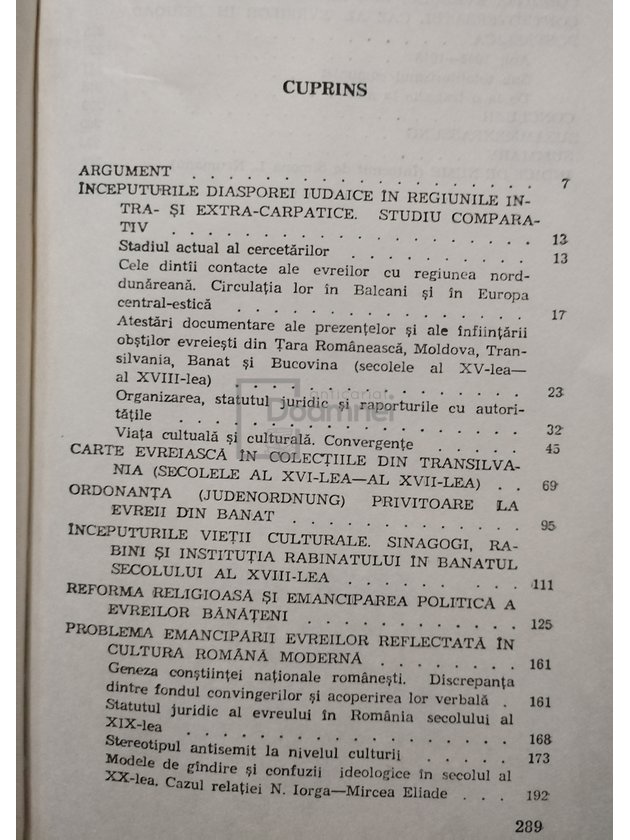 CUPRINS
ARGUMENT . . . . . . . . . . . . . . . . . 7
ÎNCEPUTURILE DIASPOREI IUDAICE ÎN REGIUNILE IN-
TRA- ȘI EXTRA-CARPATICE. STUDIU COMPARA-
TIV . . . . . . . . . . . . . . . . . 13
Stadiul actual al cercetărilor . . . . . . . . . 13
Cele dintîi contacte ale evreilor cu regiunea nord-
dunăreană. Circulația lor în Balcani și în Europa
central-estică . . . . . . . . . . . . . . 17
Atestări documentare ale prezențelor și ale înființării
obștilor evreiești din Țara Românească, Moldova, Tran-
silvania, Banat și Bucovina (secolele al XV-lea—
al XVIII-lea) . . . . . . . . . . . . . . 23
Organizarea, statutul juridic și raporturile cu autori-
tățile . . . . . . . . . . . . . . . . . 32
Viața cultuală și culturală. Convergențe . . . . . 45
CARTE EVREIASCĂ ÎN COLECȚIILE DIN TRANSILVA-
NIA (SECOLELE AL XVI-LEA—AL XVII-LEA) . . 69
ORDONANȚA (JUDENORDNUNG) PRIVITOARE LA
EVREII DIN BANAT . . . . . . . . . . . . 95
ÎNCEPUTURILE VIEȚII CULTURALE. SINAGOGI, RA-
BINI ȘI INSTITUȚIA RABINATULUI ÎN BANATUL
SECOLULUI AL XVIII-LEA . . . . . . . . . . 111
REFORMA RELIGIOASĂ ȘI EMANCIPAREA POLITICĂ A
EVREILOR BĂNĂȚENI . . . . . . . . . . . . 125
PROBLEMA EMANCIPĂRII EVREILOR REFLECTATĂ ÎN
CULTURA ROMÂNĂ MODERNĂ . . . . . . . . 161
Geneza conștiinței naționale românești. Discrepanța
dintre fondul convingerilor și acoperirea lor verbală . 161
Statutul juridic al evreului în România secolului al
XIX-lea . . . . . . . . . . . . . . . . 168
Stereotipul antisemit la nivelul culturii . . . . . 173
Modele de gîndire și confuzii ideologice în secolul al
XX-lea. Cazul relației N. Iorga—Mircea Eliade . . . 192
289
anticariat
Doamnei